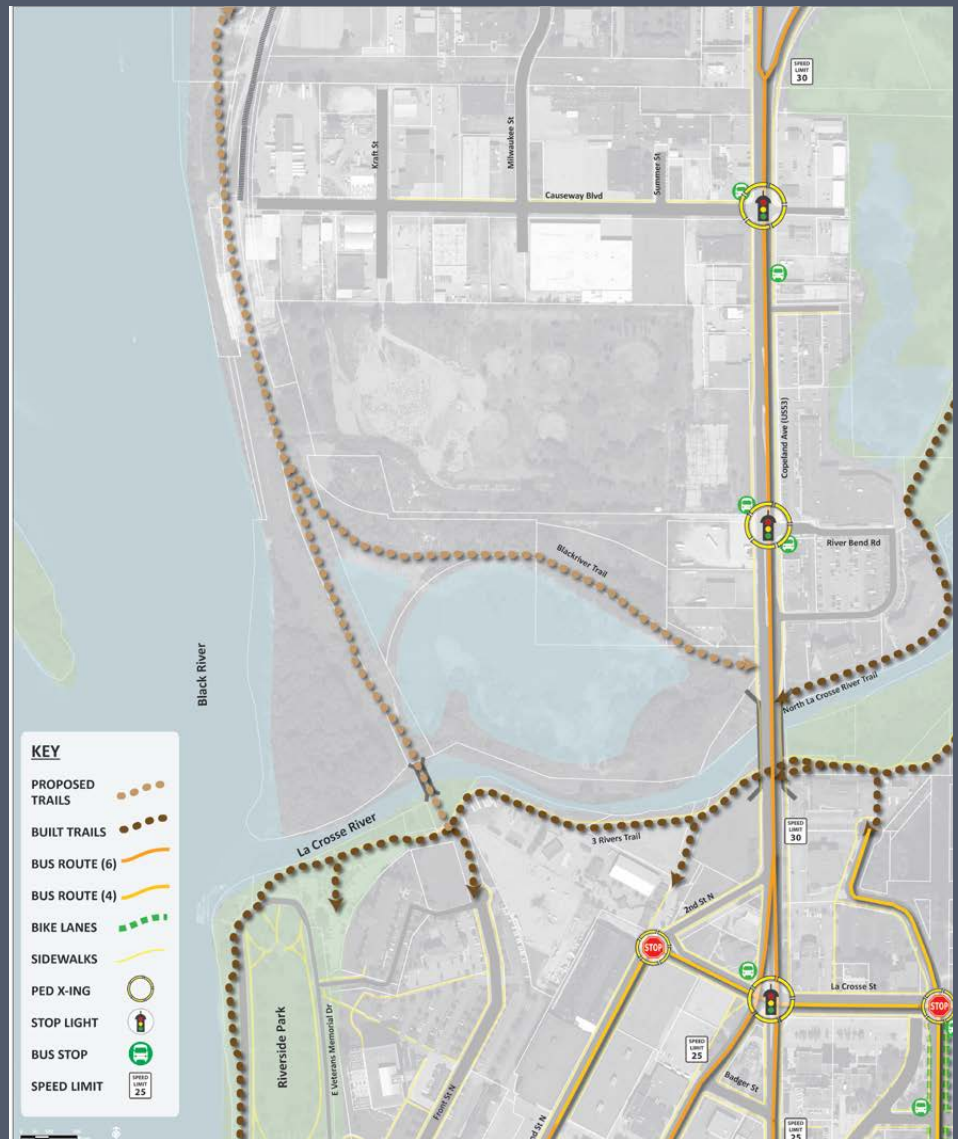 SPEED
LIMIT
30
Kraft St
Milwaukee St
Summer St
Causeway Blvd
Copeland Ave (US53)
River Bend Rd
Blackriver Trail
Black River
North La Crosse River Trail
KEY
PROPOSED
TRAILS
BUILT TRAILS
BUS ROUTE (6)
BUS ROUTE (4)
BIKE LANES
SIDEWALKS
PED X-ING
STOP LIGHT
BUS STOP
SPEED LIMIT
SPEED
LIMIT
25
La Crosse River
3 Rivers Trail
SPEED
LIMIT
30
2nd St N
STOP
La Crosse St
STOP
Riverside Park
E Veterans Memorial Dr
Front St N
nd St N
SPEED
LIMIT
25
Badger St
SPEED
LIMIT
25